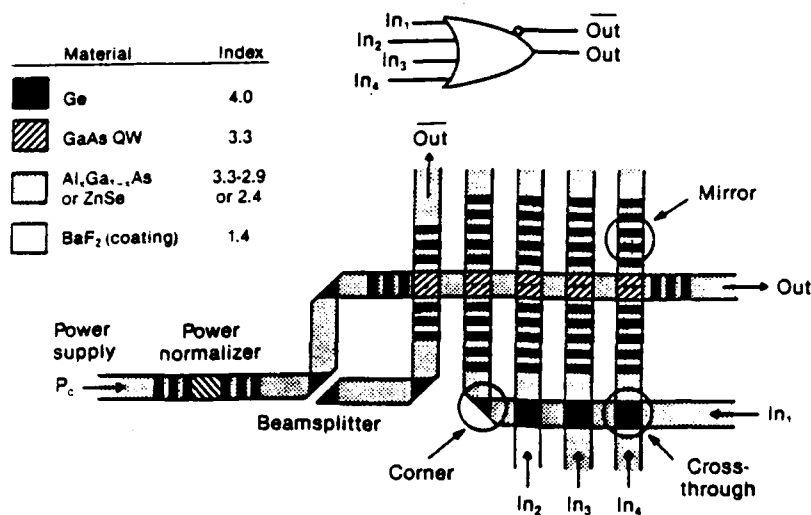 In₁
In₂
In₃
In₄
Out
Out
Material Index
Ge 4.0
GaAs QW 3.3
AlₓGa₁₋ₓAs 3.3-2.9
or ZnSe or 2.4
BaF₂ (coating) 1.4
Out
Mirror
Out
Power
supply
Power
normalizer
P꜀
Beamsplitter
Corner
In₁
Cross-
through
In₂
In₃
In₄